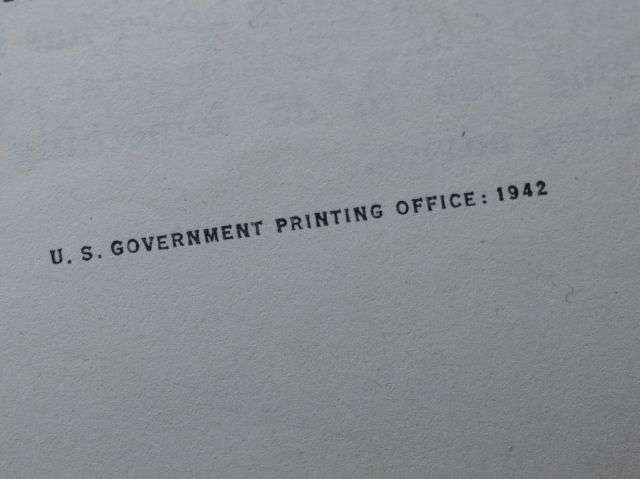 U. S. GOVERNMENT PRINTING OFFICE: 1942